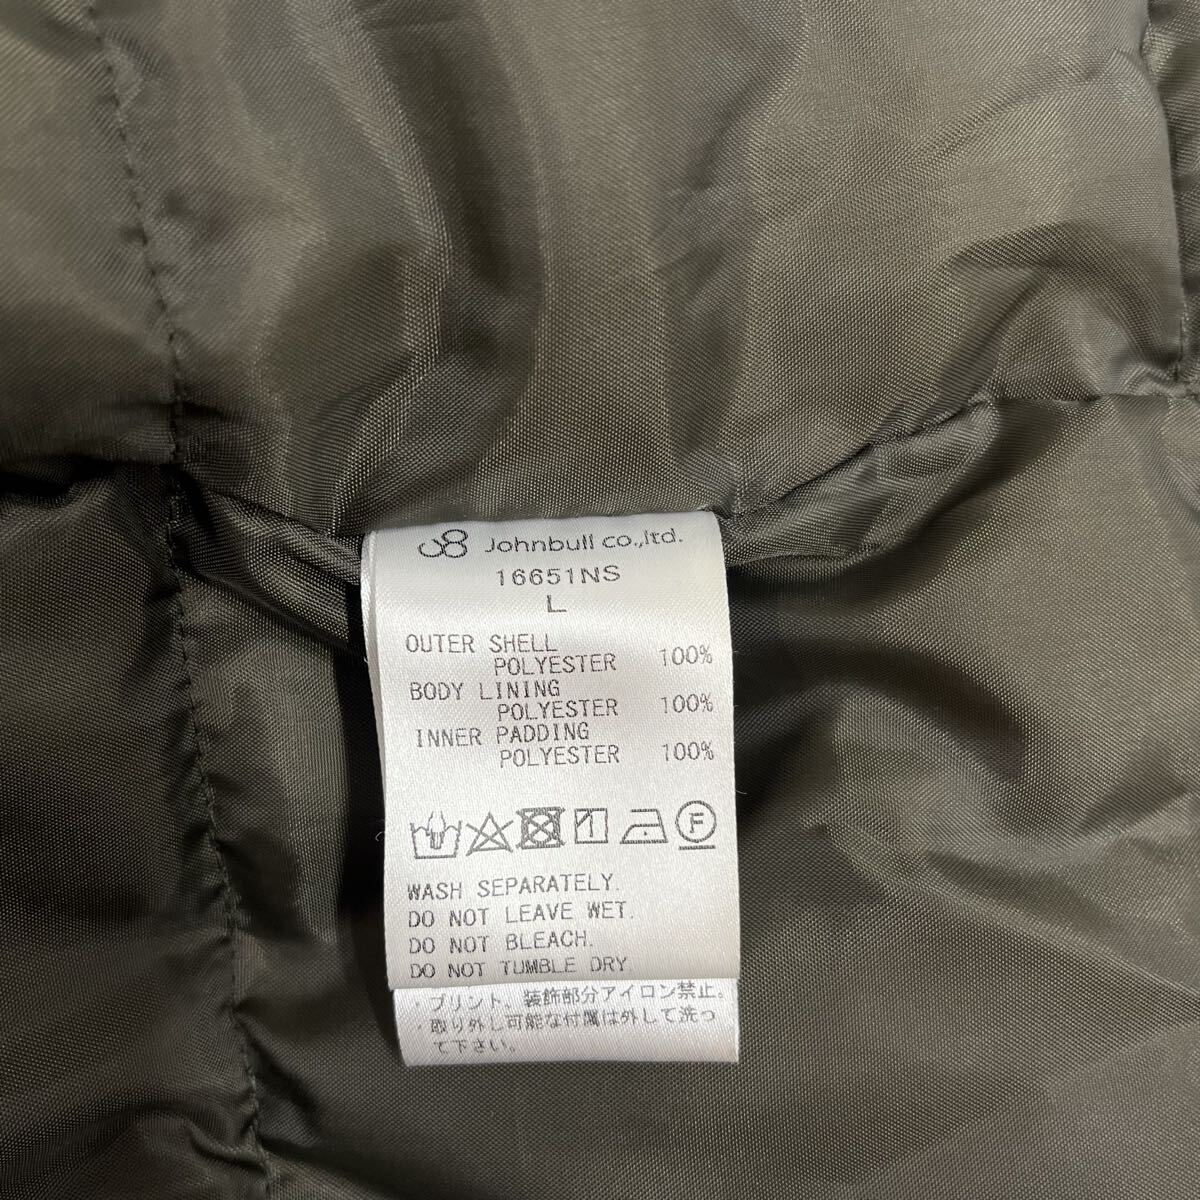 Johnbull co.,ltd.
16651NS
L
OUTER SHELL
POLYESTER 100%
BODY LINING
POLYESTER 100%
INNER PADDING
POLYESTER 100%
F
WASH SEPARATELY.
DO NOT LEAVE WET.
DO NOT BLEACH.
DO NOT TUMBLE DRY.
・プリント、装飾部分アイロン禁止。
・取り外し可能な付属は外して洗っ
て下さい。